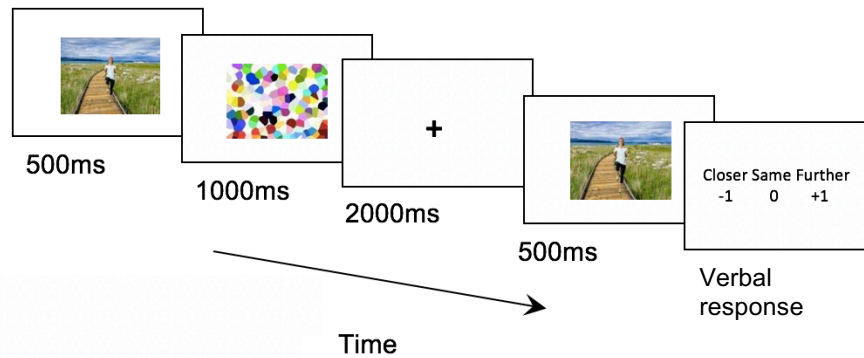 500ms
1000ms
+
2000ms
500ms
Closer Same Further
-1 0 +1
Verbal
response
Time